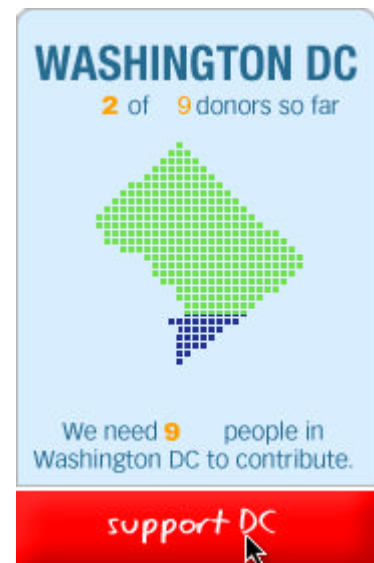 WASHINGTON DC
2 of 9 donors so far
We need 9 people in
Washington DC to contribute.
support DC